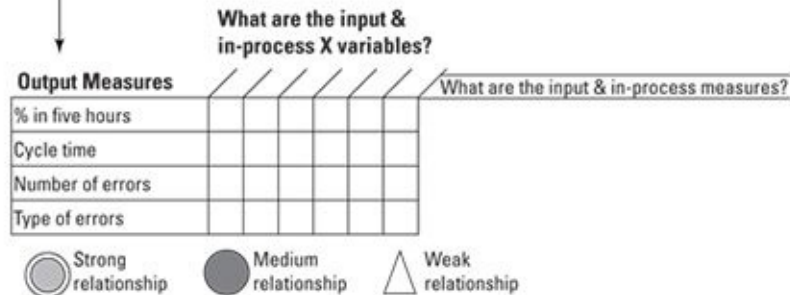 What are the input &
in-process X variables?
Output Measures
What are the input & in-process measures?
% in five hours
Cycle time
Number of errors
Type of errors
Strong
relationship
Medium
relationship
Weak
relationship